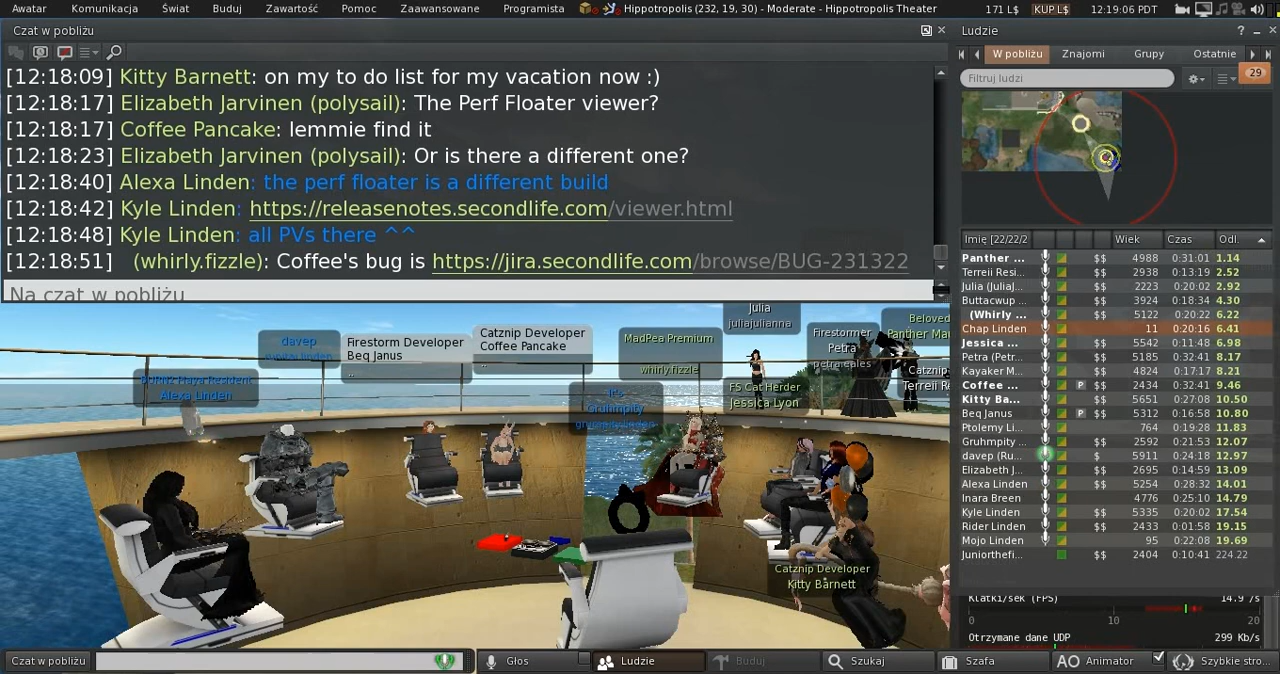 Awatar Komunikacja Świat Buduj Zawartość Pomoc Zaawansowane Programista Hippotropolis (232, 19, 30) - Moderate - Hippotropolis Theater 171 L$ KUP L$ 12:19:06 PDT
Czat w pobliżu
[12:18:09] Kitty Barnett: on my to do list for my vacation now :)
[12:18:17] Elizabeth Jarvinen (polysail): The Perf Floater viewer?
[12:18:17] Coffee Pancake: lemmie find it
[12:18:23] Elizabeth Jarvinen (polysail): Or is there a different one?
[12:18:40] Alexa Linden: the perf floater is a different build
[12:18:42] Kyle Linden: https://releasenotes.secondlife.com/viewer.html
[12:18:48] Kyle Linden: all PVs there ^^
[12:18:51] (whirly.fizzle): Coffee's bug is https://jira.secondlife.com/browse/BUG-231322
Na czat w pobliżu
davep
Firestorm Developer
Beq Janus
..
Catznip Developer
Coffee Pancake
..
Alexa Linden
It's
Gruhmpity
MadPea Premium
whirly.fizzle
Julia
juliajulianna
FS Cat Herder
Jessica Lyon
Firestormer
Petra
petra.eales
Beloved
Panther
Catznip
Terreii
Catznip Developer
Kitty Barnett
Ludzie
W pobliżu Znajomi Grupy Ostatnie
Filtruj ludzi
29
Imię [22/22/2 Wiek Czas Odl.
Panther ... $$ 4988 0:31:01 1.14
Terreii Resi... $$ 2938 0:13:19 2.52
Julia (JuliaJ... $$ 2223 0:20:02 2.92
Buttacwup ... $$ 3924 0:18:34 4.30
(Whirly ... $$ 5122 0:20:22 6.22
Chap Linden 11 0:20:16 6.41
Jessica ... $$ 5542 0:11:48 6.98
Petra (Petr... $$ 5185 0:32:41 8.17
Kayaker M... $$ 4824 0:17:17 8.21
Coffee ... P $$ 2434 0:32:41 9.46
Kitty Ba... $$ 5651 0:27:08 10.50
Beq Janus P $$ 5312 0:16:58 10.80
Ptolemy Li... 764 0:19:28 11.83
Gruhmpity ... $$ 2592 0:21:53 12.07
davep (Ru... $ 5911 0:24:18 12.97
Elizabeth J... $$ 2695 0:14:59 13.09
Alexa Linden $$ 5254 0:28:32 14.01
Inara Breen 4776 0:25:10 14.79
Kyle Linden $$ 5335 0:20:02 17.54
Rider Linden $$ 2433 0:01:58 19.15
Mojo Linden 95 0:22:08 19.69
Juniorthefi... $$ 2404 0:10:41 224.22
Klatki/sek (FPS) 14.9 /s
0 10 20
Otrzymane dane UDP 299 Kb/s
Czat w pobliżu Głos Ludzie Buduj Szukaj Szafa AO Animator Szybkie stro...